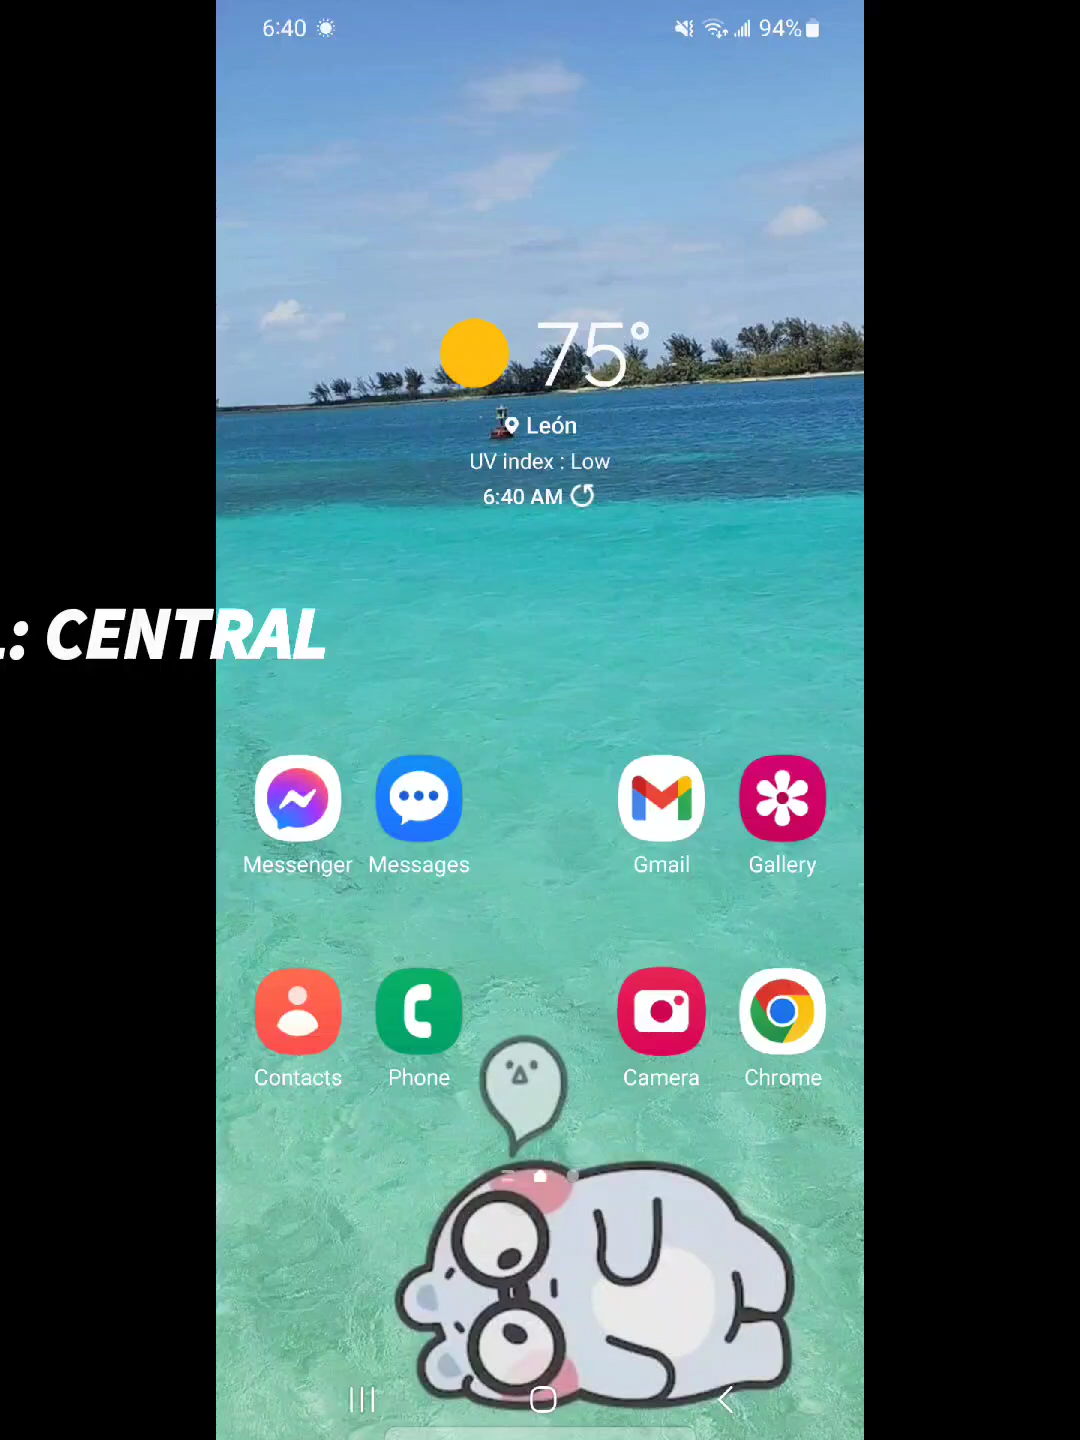 6:40
94%
75°
León
UV index : Low
6:40 AM
.: CENTRAL
Messenger
Messages
Gmail
Gallery
Contacts
Phone
Camera
Chrome